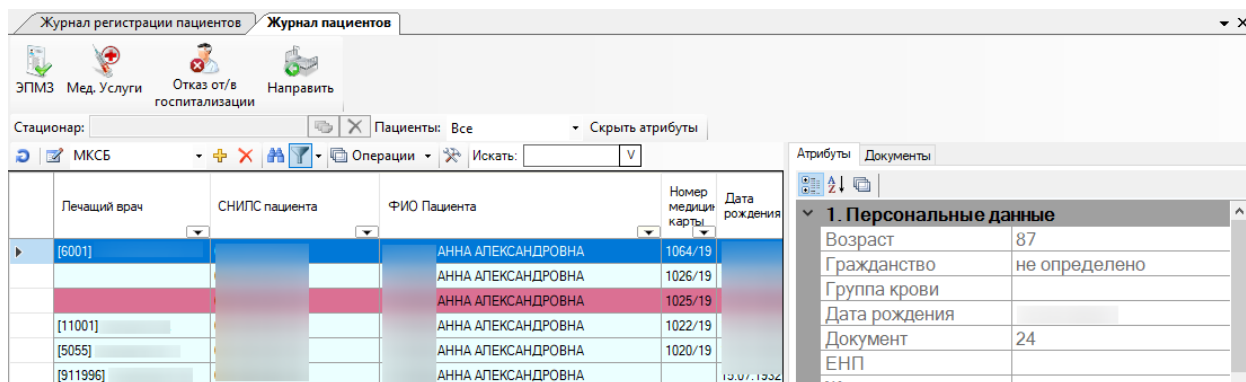 Журнал регистрации пациентов Журнал пациентов
ЭПМЗ Мед. Услуги Отказ от/в госпитализации Направить
Стационар: Пациенты: Все Скрыть атрибуты
МКСБ Операции Искать: V
Атрибуты Документы
Лечащий врач СНИЛС пациента ФИО Пациента Номер медицин карты Дата рождения
[6001] АННА АЛЕКСАНДРОВНА 1064/19
АННА АЛЕКСАНДРОВНА 1026/19
АННА АЛЕКСАНДРОВНА 1025/19
[11001] АННА АЛЕКСАНДРОВНА 1022/19
[5055] АННА АЛЕКСАНДРОВНА 1020/19
[911996] АННА АЛЕКСАНДРОВНА
1. Персональные данные
Возраст 87
Гражданство не определено
Группа крови
Дата рождения
Документ 24
ЕНП